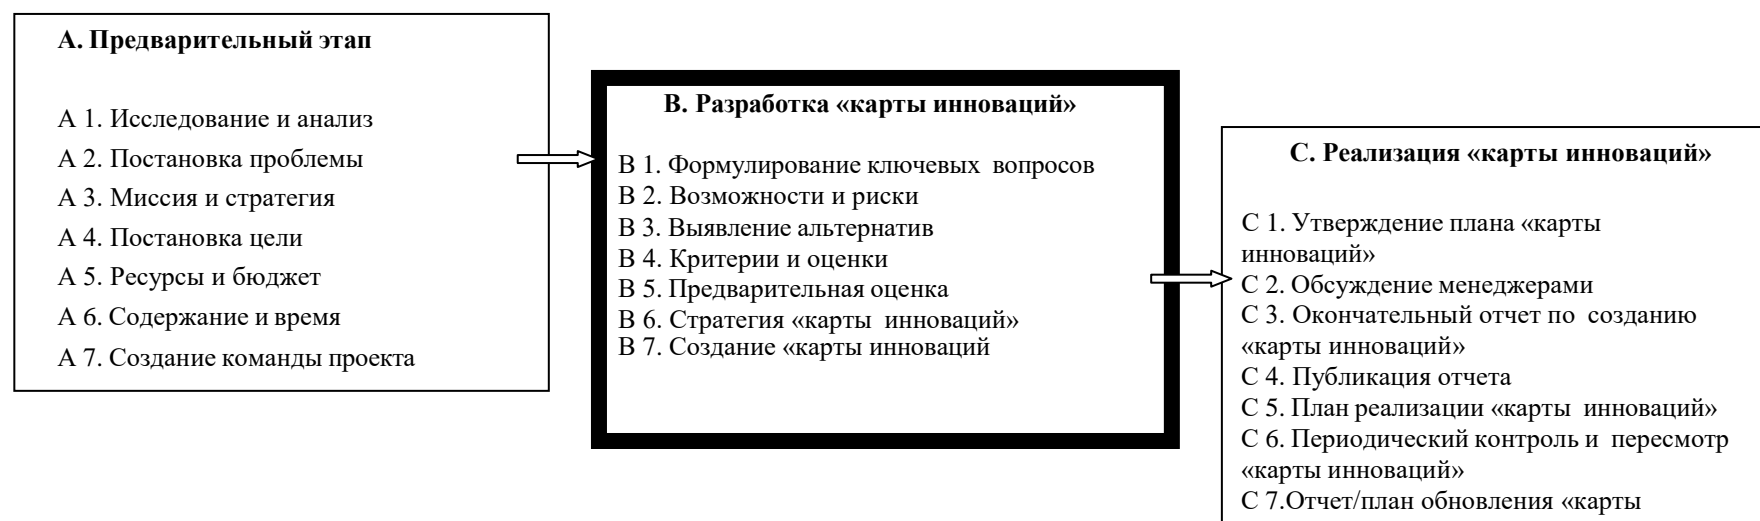 А. Предварительный этап
А 1. Исследование и анализ
А 2. Постановка проблемы
А 3. Миссия и стратегия
А 4. Постановка цели
А 5. Ресурсы и бюджет
А 6. Содержание и время
А 7. Создание команды проекта
В. Разработка «карты инноваций»
В 1. Формулирование ключевых вопросов
В 2. Возможности и риски
В 3. Выявление альтернатив
В 4. Критерии и оценки
В 5. Предварительная оценка
В 6. Стратегия «карты инноваций»
В 7. Создание «карты инноваций
С. Реализация «карты инноваций»
С 1. Утверждение плана «карты
инноваций»
С 2. Обсуждение менеджерами
С 3. Окончательный отчет по созданию
«карты инноваций»
С 4. Публикация отчета
С 5. План реализации «карты инноваций»
С 6. Периодический контроль и пересмотр
«карты инноваций»
С 7.Отчет/план обновления «карты